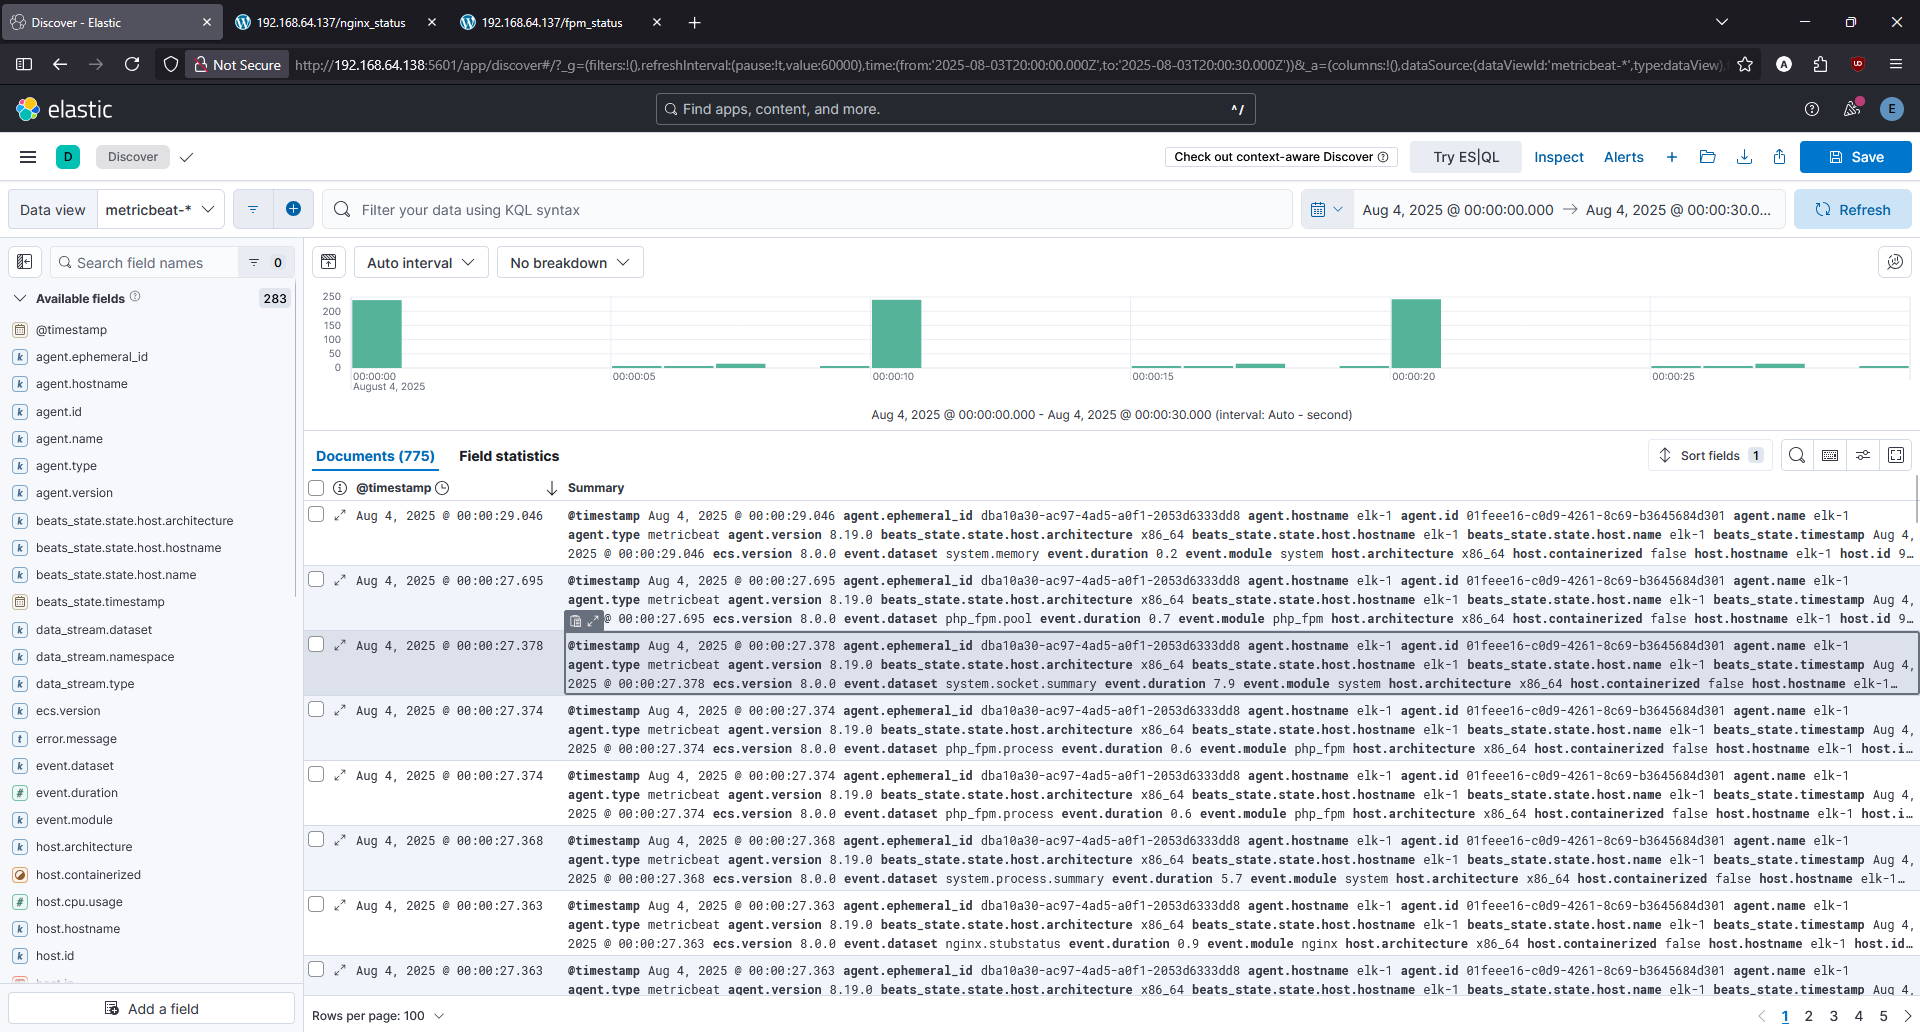 Discover - Elastic
192.168.64.137/nginx_status
192.168.64.137/fpm_status
Not Secure
http://192.168.64.138:5601/app/discover#/?_g=(filters:!(),refreshInterval:(pause:!t,value:60000),time:(from:'2025-08-03T20:00:00.000Z',to:'2025-08-03T20:00:30.000Z'))&_a=(columns:!(),dataSource:(dataViewId:'metricbeat-*',type:dataView),
A
elastic
Find apps, content, and more.
^/
E
D
Discover
Check out context-aware Discover
Try ES|QL
Inspect
Alerts
Save
Data view
metricbeat-*
Filter your data using KQL syntax
Aug 4, 2025 @ 00:00:00.000
Aug 4, 2025 @ 00:00:30.0...
Refresh
Search field names
0
Auto interval
No breakdown
Available fields
283
@timestamp
agent.ephemeral_id
agent.hostname
agent.id
agent.name
agent.type
agent.version
beats_state.state.host.architecture
beats_state.state.host.hostname
beats_state.state.host.name
beats_state.timestamp
data_stream.dataset
data_stream.namespace
data_stream.type
ecs.version
error.message
event.dataset
event.duration
event.module
host.architecture
host.containerized
host.cpu.usage
host.hostname
host.id
Add a field
250
200
150
100
50
0
00:00:00
August 4, 2025
00:00:05
00:00:10
00:00:15
00:00:20
00:00:25
Aug 4, 2025 @ 00:00:00.000 - Aug 4, 2025 @ 00:00:30.000 (interval: Auto - second)
Documents (775)
Field statistics
Sort fields 1
@timestamp
Summary
Aug 4, 2025 @ 00:00:29.046
@timestamp Aug 4, 2025 @ 00:00:29.046 agent.ephemeral_id dba10a30-ac97-4ad5-a0f1-2053d6333dd8 agent.hostname elk-1 agent.id 01feee16-c0d9-4261-8c69-b3645684d301 agent.name elk-1
agent.type metricbeat agent.version 8.19.0 beats_state.state.host.architecture x86_64 beats_state.state.host.hostname elk-1 beats_state.state.host.name elk-1 beats_state.timestamp Aug 4,
2025 @ 00:00:29.046 ecs.version 8.0.0 event.dataset system.memory event.duration 0.2 event.module system host.architecture x86_64 host.containerized false host.hostname elk-1 host.id 9…
Aug 4, 2025 @ 00:00:27.695
@timestamp Aug 4, 2025 @ 00:00:27.695 agent.ephemeral_id dba10a30-ac97-4ad5-a0f1-2053d6333dd8 agent.hostname elk-1 agent.id 01feee16-c0d9-4261-8c69-b3645684d301 agent.name elk-1
agent.type metricbeat agent.version 8.19.0 beats_state.state.host.architecture x86_64 beats_state.state.host.hostname elk-1 beats_state.state.host.name elk-1 beats_state.timestamp Aug 4,
@ 00:00:27.695 ecs.version 8.0.0 event.dataset php_fpm.pool event.duration 0.7 event.module php_fpm host.architecture x86_64 host.containerized false host.hostname elk-1 host.id 9…
Aug 4, 2025 @ 00:00:27.378
@timestamp Aug 4, 2025 @ 00:00:27.378 agent.ephemeral_id dba10a30-ac97-4ad5-a0f1-2053d6333dd8 agent.hostname elk-1 agent.id 01feee16-c0d9-4261-8c69-b3645684d301 agent.name elk-1
agent.type metricbeat agent.version 8.19.0 beats_state.state.host.architecture x86_64 beats_state.state.host.hostname elk-1 beats_state.state.host.name elk-1 beats_state.timestamp Aug 4,
2025 @ 00:00:27.378 ecs.version 8.0.0 event.dataset system.socket.summary event.duration 7.9 event.module system host.architecture x86_64 host.containerized false host.hostname elk-1…
Aug 4, 2025 @ 00:00:27.374
@timestamp Aug 4, 2025 @ 00:00:27.374 agent.ephemeral_id dba10a30-ac97-4ad5-a0f1-2053d6333dd8 agent.hostname elk-1 agent.id 01feee16-c0d9-4261-8c69-b3645684d301 agent.name elk-1
agent.type metricbeat agent.version 8.19.0 beats_state.state.host.architecture x86_64 beats_state.state.host.hostname elk-1 beats_state.state.host.name elk-1 beats_state.timestamp Aug 4,
2025 @ 00:00:27.374 ecs.version 8.0.0 event.dataset php_fpm.process event.duration 0.6 event.module php_fpm host.architecture x86_64 host.containerized false host.hostname elk-1 host.i…
Aug 4, 2025 @ 00:00:27.374
@timestamp Aug 4, 2025 @ 00:00:27.374 agent.ephemeral_id dba10a30-ac97-4ad5-a0f1-2053d6333dd8 agent.hostname elk-1 agent.id 01feee16-c0d9-4261-8c69-b3645684d301 agent.name elk-1
agent.type metricbeat agent.version 8.19.0 beats_state.state.host.architecture x86_64 beats_state.state.host.hostname elk-1 beats_state.state.host.name elk-1 beats_state.timestamp Aug 4,
2025 @ 00:00:27.374 ecs.version 8.0.0 event.dataset php_fpm.process event.duration 0.6 event.module php_fpm host.architecture x86_64 host.containerized false host.hostname elk-1 host.i…
Aug 4, 2025 @ 00:00:27.368
@timestamp Aug 4, 2025 @ 00:00:27.368 agent.ephemeral_id dba10a30-ac97-4ad5-a0f1-2053d6333dd8 agent.hostname elk-1 agent.id 01feee16-c0d9-4261-8c69-b3645684d301 agent.name elk-1
agent.type metricbeat agent.version 8.19.0 beats_state.state.host.architecture x86_64 beats_state.state.host.hostname elk-1 beats_state.state.host.name elk-1 beats_state.timestamp Aug 4,
2025 @ 00:00:27.368 ecs.version 8.0.0 event.dataset system.process.summary event.duration 5.7 event.module system host.architecture x86_64 host.containerized false host.hostname elk-1…
Aug 4, 2025 @ 00:00:27.363
@timestamp Aug 4, 2025 @ 00:00:27.363 agent.ephemeral_id dba10a30-ac97-4ad5-a0f1-2053d6333dd8 agent.hostname elk-1 agent.id 01feee16-c0d9-4261-8c69-b3645684d301 agent.name elk-1
agent.type metricbeat agent.version 8.19.0 beats_state.state.host.architecture x86_64 beats_state.state.host.hostname elk-1 beats_state.state.host.name elk-1 beats_state.timestamp Aug 4,
2025 @ 00:00:27.363 ecs.version 8.0.0 event.dataset nginx.stubstatus event.duration 0.9 event.module nginx host.architecture x86_64 host.containerized false host.hostname elk-1 host.id…
Aug 4, 2025 @ 00:00:27.363
@timestamp Aug 4, 2025 @ 00:00:27.363 agent.ephemeral_id dba10a30-ac97-4ad5-a0f1-2053d6333dd8 agent.hostname elk-1 agent.id 01feee16-c0d9-4261-8c69-b3645684d301 agent.name elk-1
agent.type metricbeat agent.version 8.19.0 beats_state.state.host.architecture x86_64 beats_state.state.host.hostname elk-1 beats_state.state.host.name elk-1 beats_state.timestamp Aug 4,
Rows per page: 100
1 2 3 4 5